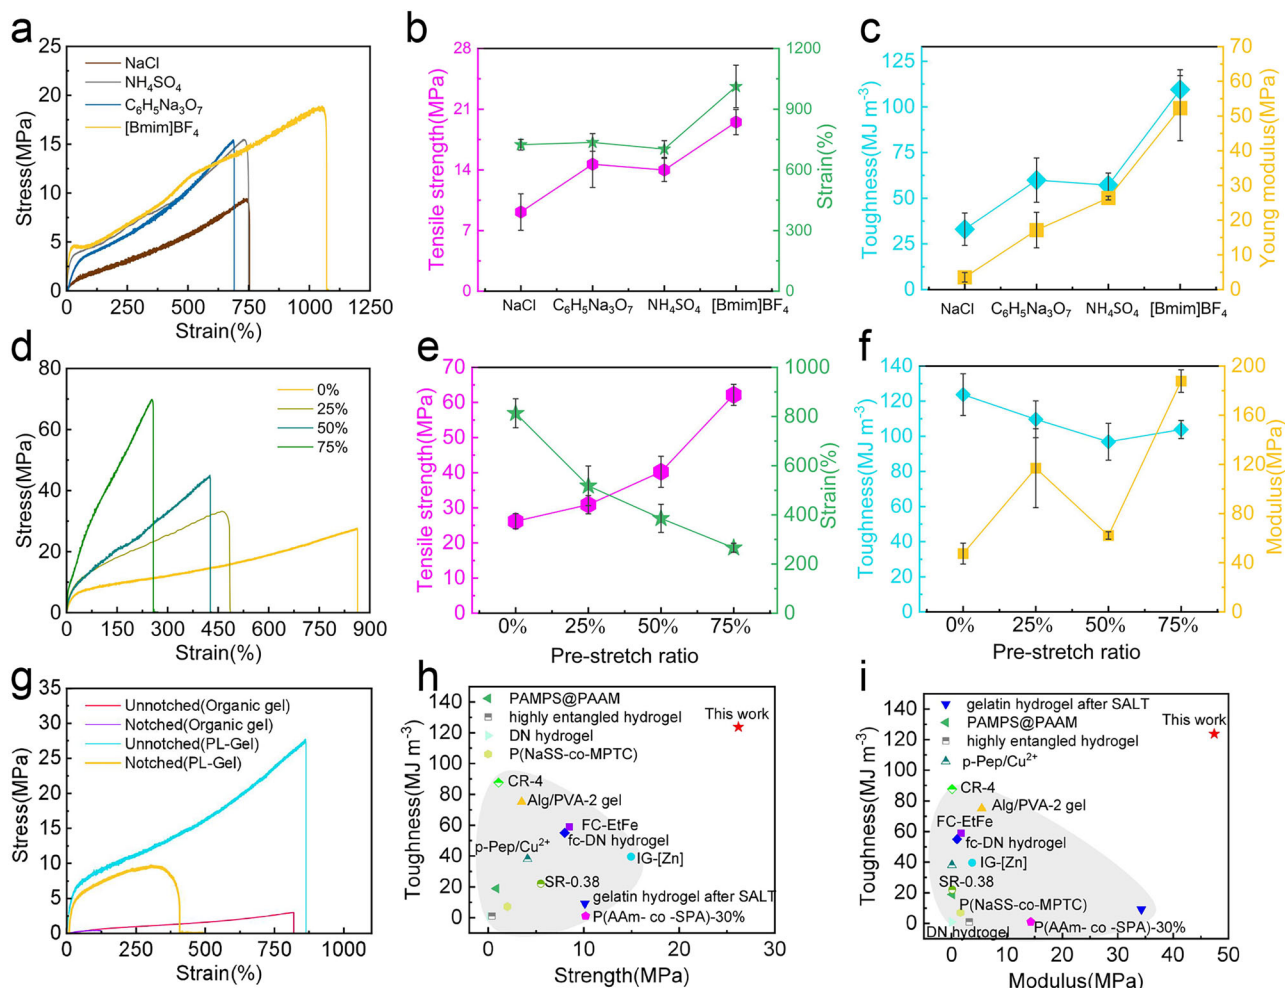 a
Stress(MPa)
25
20
15
10
5
0
NaCl
NH₄SO₄
C₆H₅Na₃O₇
[Bmim]BF₄
0 250 500 750 1000 1250
Strain(%)
b
Tensile strength(MPa)
28
21
14
7
0
1200
900
600
300
0
Strain(%)
NaCl C₆H₅Na₃O₇ NH₄SO₄ [Bmim]BF₄
c
Toughness(MJ m⁻³)
125
100
75
50
25
0
70
60
50
40
30
20
10
0
Young modulus(MPa)
NaCl C₆H₅Na₃O₇ NH₄SO₄ [Bmim]BF₄
d
Stress(MPa)
80
60
40
20
0
0%
25%
50%
75%
0 150 300 450 600 750 900
Strain(%)
e
Tensile strength(MPa)
70
60
50
40
30
20
10
0
1000
800
600
400
200
0
Strain(%)
0% 25% 50% 75%
Pre-stretch ratio
f
Toughness(MJ m⁻³)
140
120
100
80
60
40
20
0
200
160
120
80
40
0
Modulus(MPa)
0% 25% 50% 75%
Pre-stretch ratio
g
Stress(MPa)
35
30
25
20
15
10
5
0
Unnotched(Organic gel)
Notched(Organic gel)
Unnotched(PL-Gel)
Notched(PL-Gel)
0 200 400 600 800 1000
Strain(%)
h
Toughness(MJ m⁻³)
140
120
100
80
60
40
20
0
PAMPS@PAAM
highly entangled hydrogel
DN hydrogel
P(NaSS-co-MPTC)
This work
CR-4
Alg/PVA-2 gel
FC-EtFe
fc-DN hydrogel
p-Pep/Cu²⁺
IG-[Zn]
SR-0.38
gelatin hydrogel after SALT
P(AAm- co -SPA)-30%
0 10 20 30
Strength(MPa)
i
Toughness(MJ m⁻³)
140
120
100
80
60
40
20
0
gelatin hydrogel after SALT
PAMPS@PAAM
highly entangled hydrogel
p-Pep/Cu²⁺
This work
CR-4
Alg/PVA-2 gel
FC-EtFe
fc-DN hydrogel
IG-[Zn]
SR-0.38
P(NaSS-co-MPTC)
DN hydrogel
P(AAm- co -SPA)-30%
0 10 20 30 40 50
Modulus(MPa)